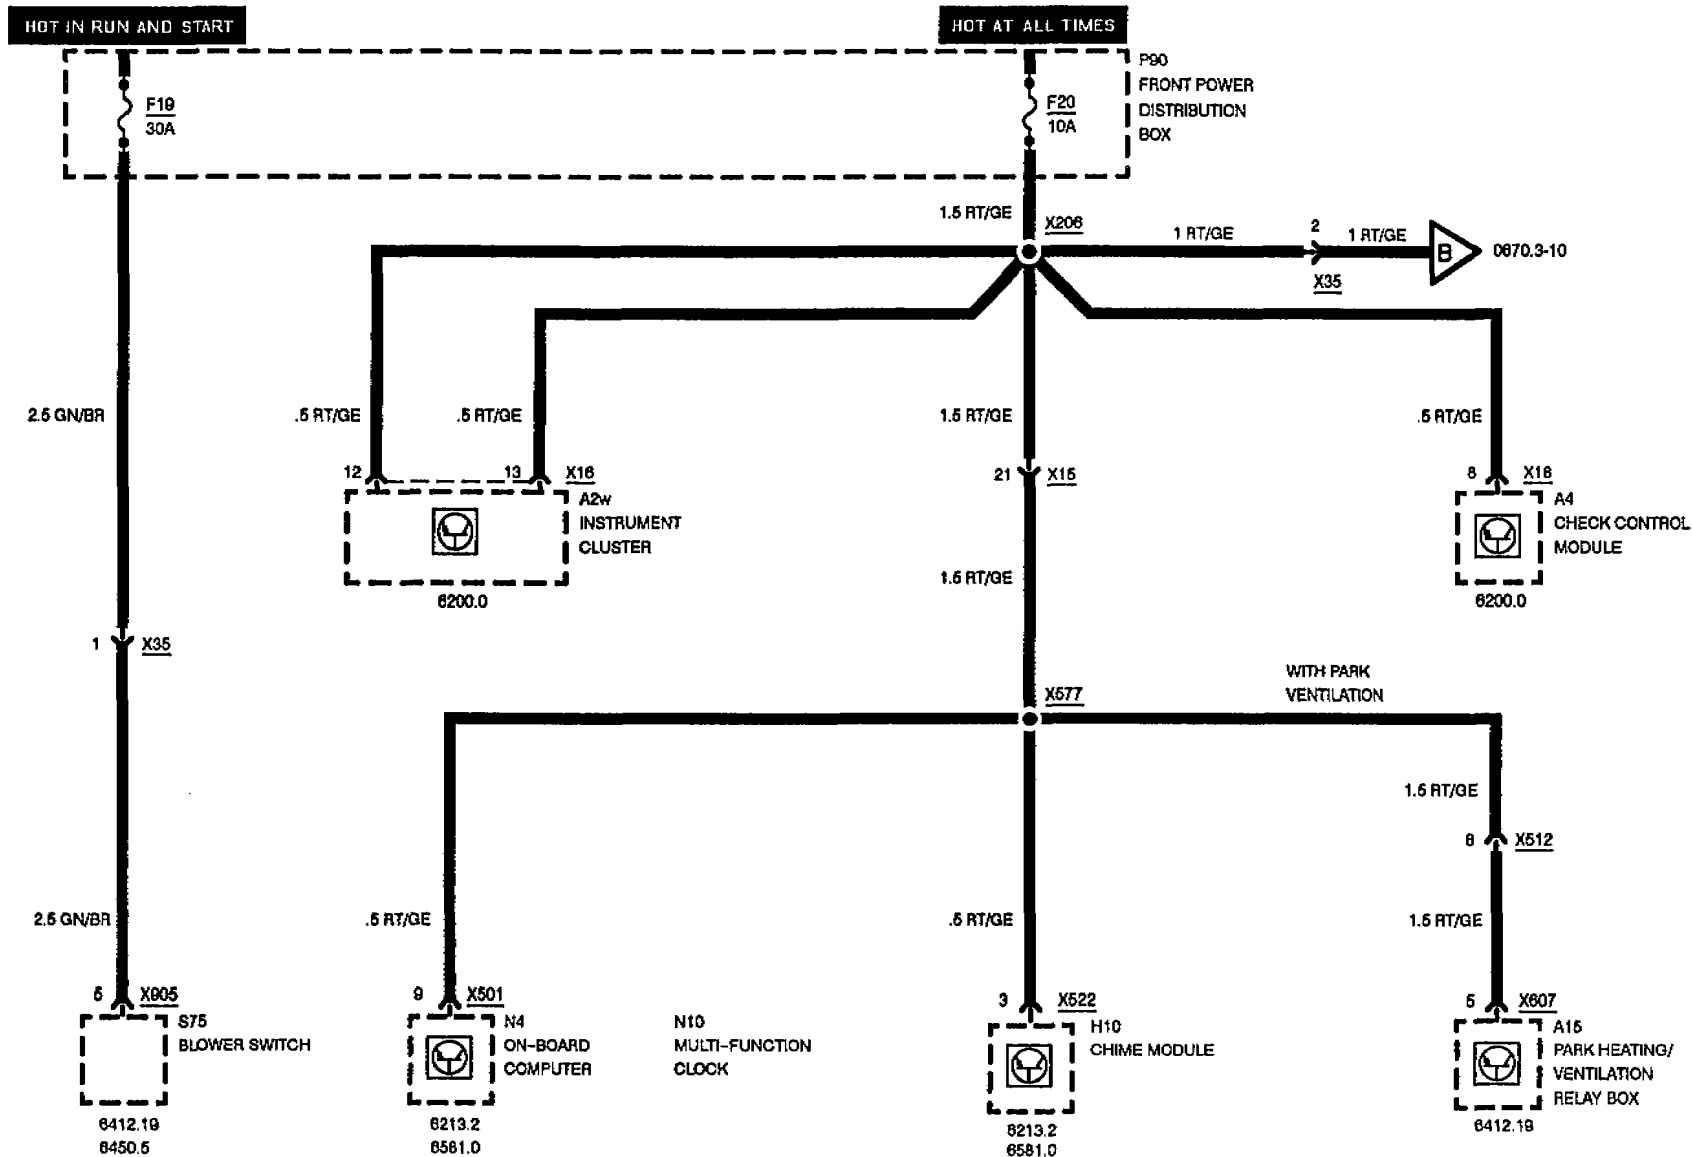 HOT IN RUN AND START
HOT AT ALL TIMES
P90
FRONT POWER
DISTRIBUTION
BOX
F19
30A
F20
10A
1.5 RT/GE
X206
1 RT/GE
2
1 RT/GE
B
0670.3-10
X35
2.5 GN/BR
.5 RT/GE
.5 RT/GE
1.5 RT/GE
.5 RT/GE
12
13
X16
21
X15
8
X18
A2w
INSTRUMENT
CLUSTER
A4
CHECK CONTROL
MODULE
1.5 RT/GE
6200.0
6200.0
1
X35
WITH PARK
VENTILATION
X577
1.5 RT/GE
6
X512
2.5 GN/BR
.5 RT/GE
.5 RT/GE
1.5 RT/GE
5
X905
9
X501
3
X522
5
X607
S75
BLOWER SWITCH
N4
ON-BOARD
COMPUTER
N10
MULTI-FUNCTION
CLOCK
H10
CHIME MODULE
A15
PARK HEATING/
VENTILATION
RELAY BOX
6412.19
6450.5
6213.2
6581.0
6213.2
6581.0
6412.19